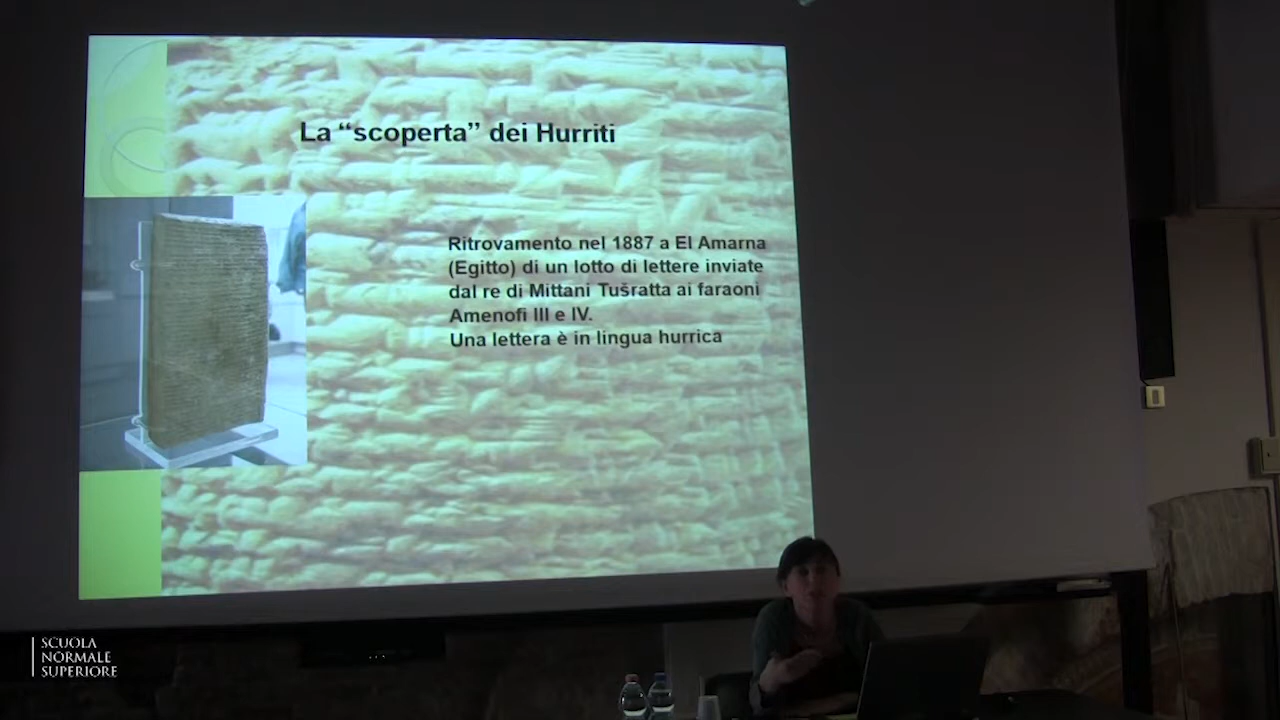 La “scoperta” dei Hurriti
Ritrovamento nel 1887 a El Amarna
(Egitto) di un lotto di lettere inviate
dal re di Mittani Tušratta ai faraoni
Amenofi III e IV.
Una lettera è in lingua hurrica
SCUOLA
NORMALE
SUPERIORE